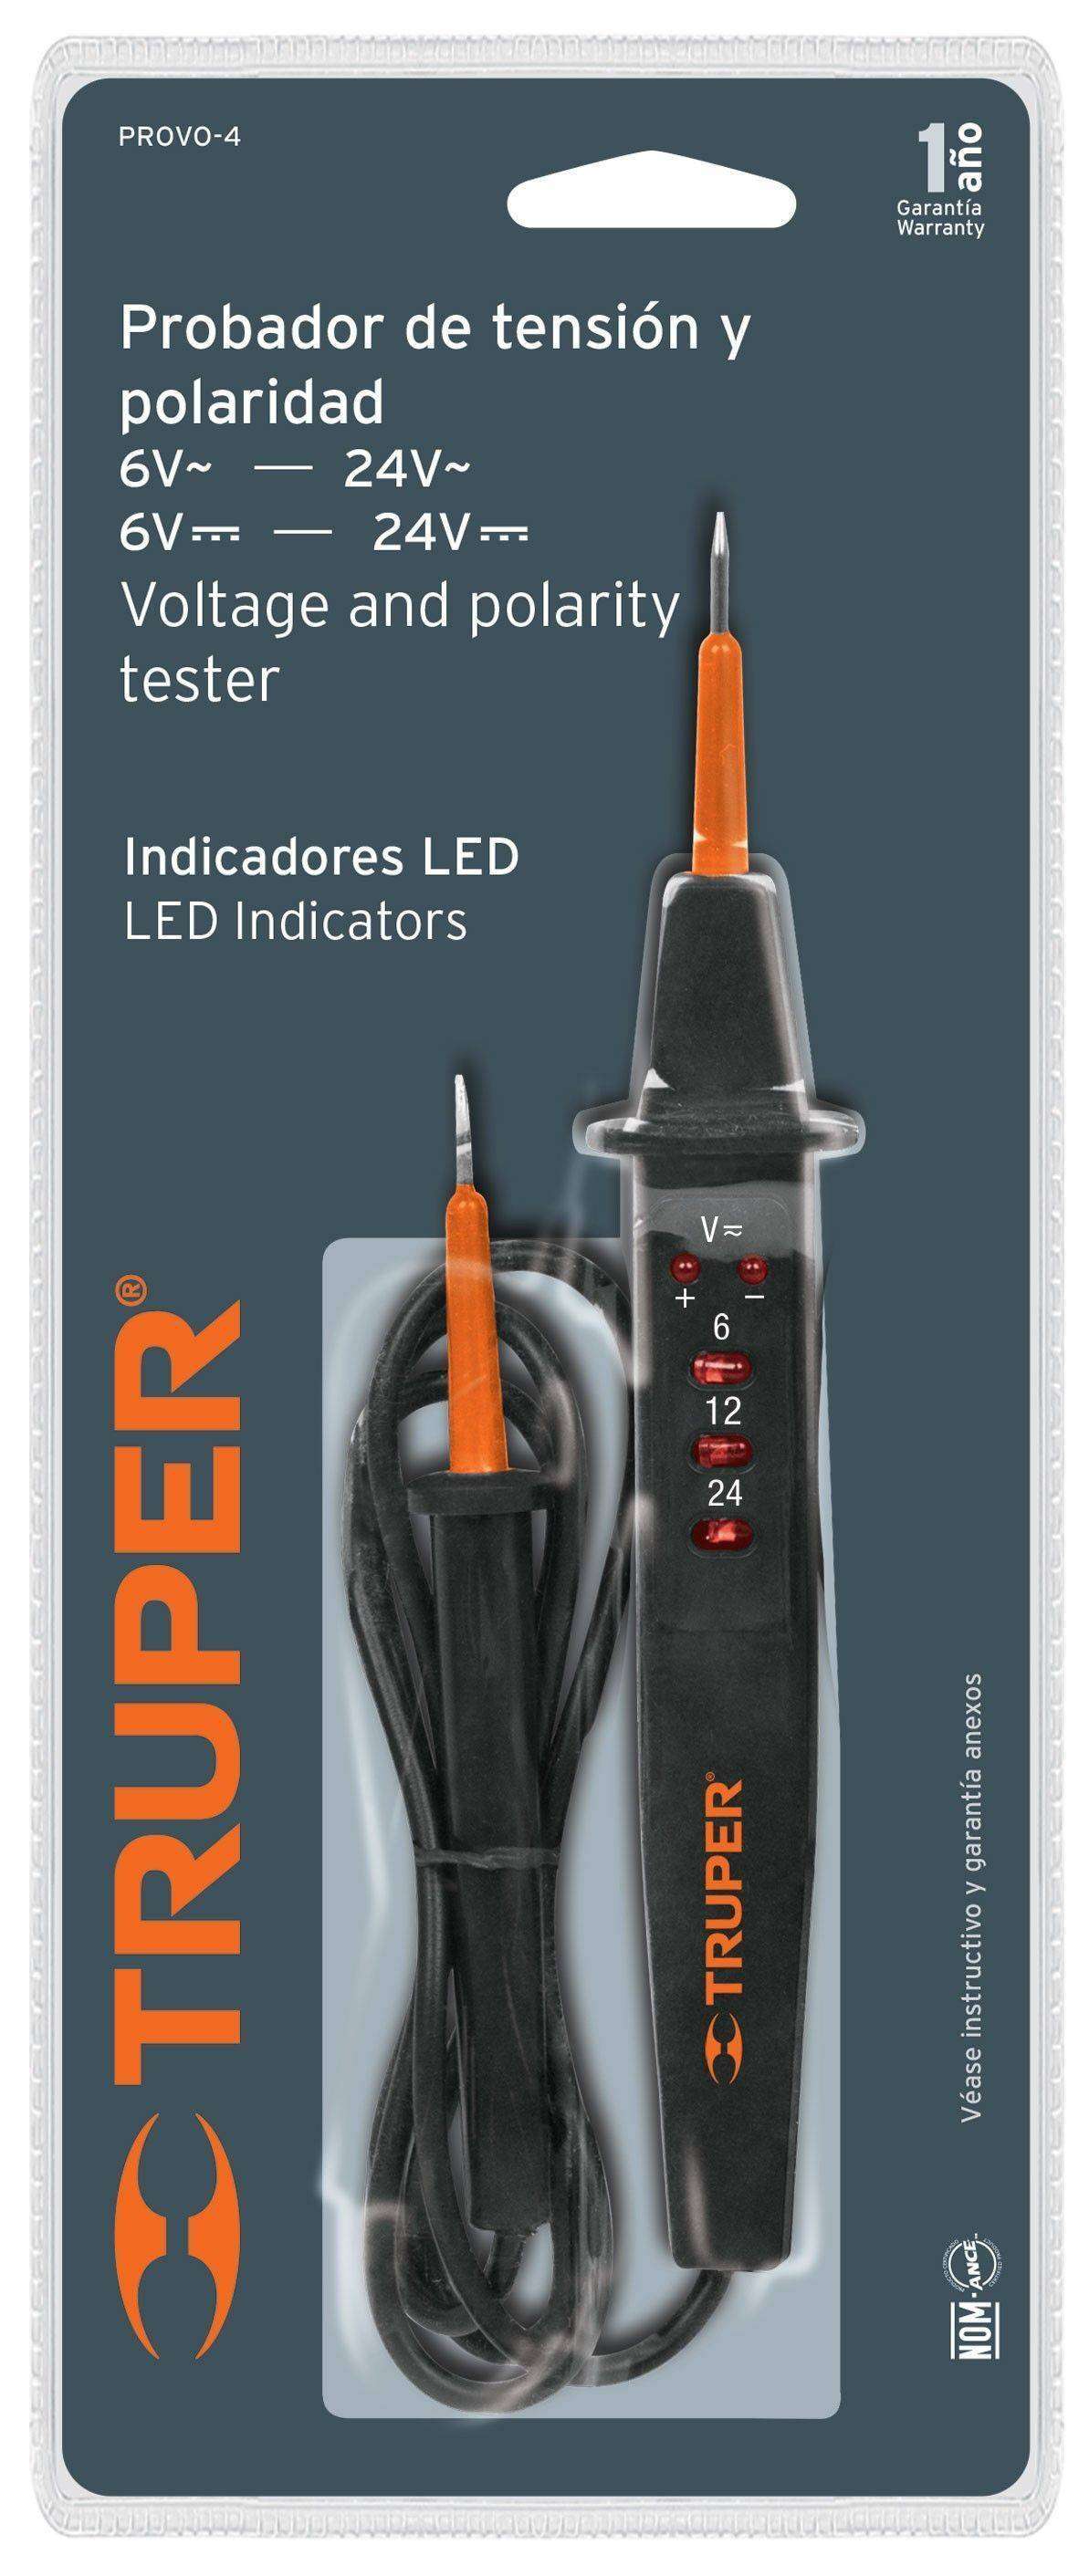 PROVO-4
1 año
Garantía
Warranty
Probador de tensión y
polaridad
6V~ — 24V~
6V⎓ — 24V⎓
Voltage and polarity
tester
Indicadores LED
LED Indicators
V≂
+ −
6
12
24
TRUPER®
TRUPER®
Véase instructivo y garantía anexos
NOM-ANCE